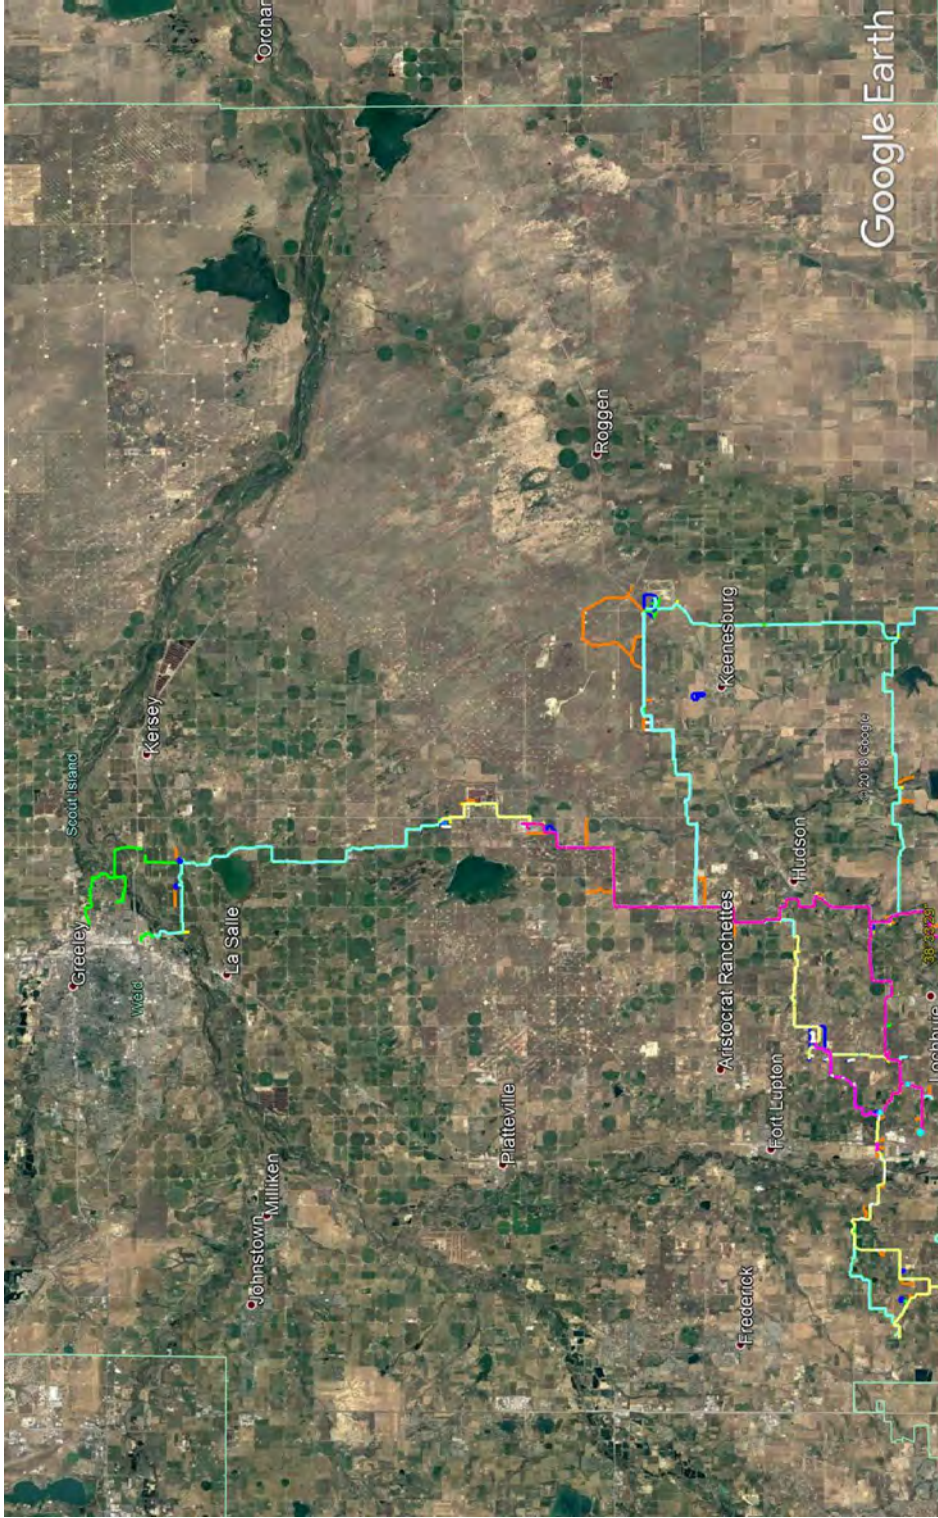 Greeley
Scout Island
Weld
Kersey
La Salle
Johnstown
Orchar
Milliken
Platteville
Roggen
Aristocrat Ranchettes
Keenesburg
Frederick
Fort Lupton
Hudson
2018 Google
Google Earth